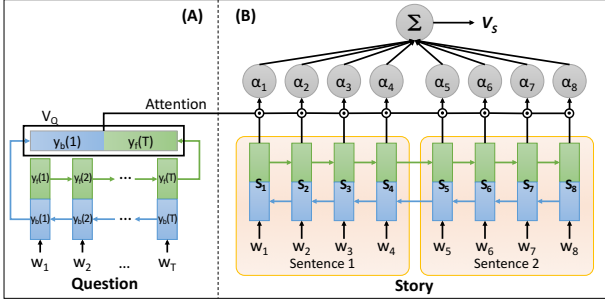 (A)
V_Q
y_b(1) y_f(T)
y_f(1) y_f(2) ... y_f(T)
y_b(1) y_b(2) ... y_b(T)
w_1 w_2 ... w_T
Question
(B)
Σ V_S
α_1 α_2 α_3 α_4 α_5 α_6 α_7 α_8
Attention
S_1 S_2 S_3 S_4 S_5 S_6 S_7 S_8
w_1 w_2 w_3 w_4 w_5 w_6 w_7 w_8
Sentence 1 Sentence 2
Story